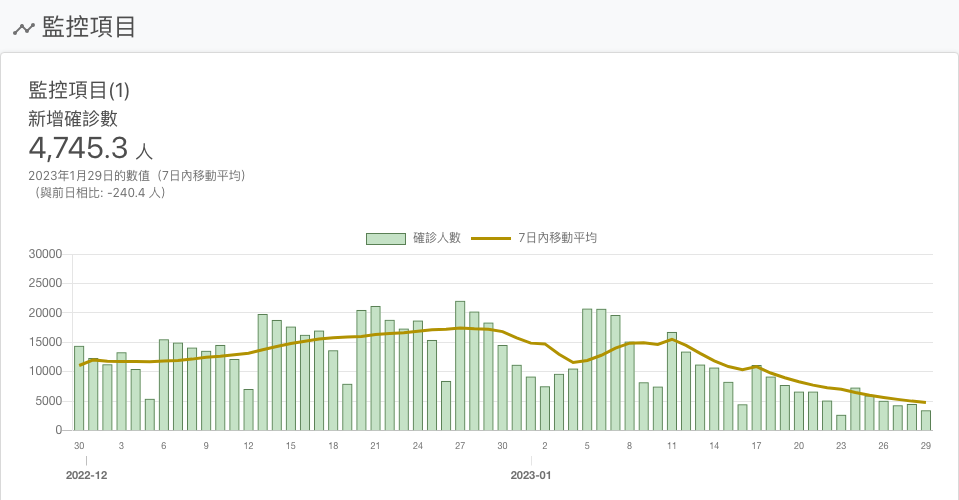 監控項目
監控項目(1)
新增確診數
4,745.3 人
2023年1月29日的數值（7日內移動平均）
（與前日相比: -240.4 人）
確診人數 7日內移動平均
30000
25000
20000
15000
10000
5000
0
30 3 6 9 12 15 18 21 24 27 30 2 5 8 11 14 17 20 23 26 29
2022-12 2023-01